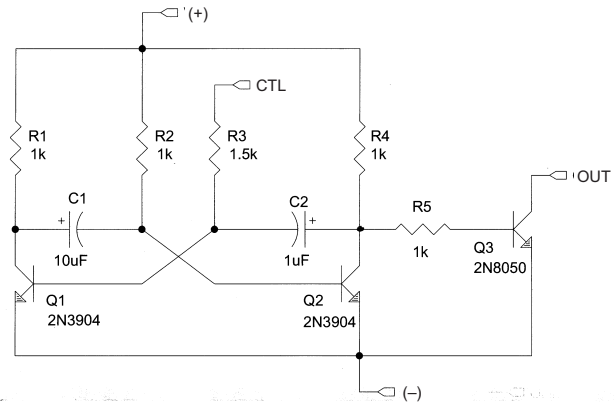 (+)
CTL
R1
1k
R2
1k
R3
1.5k
R4
1k
OUT
C1
+
10uF
C2
+
1uF
R5
1k
Q3
2N8050
Q1
2N3904
Q2
2N3904
(–)